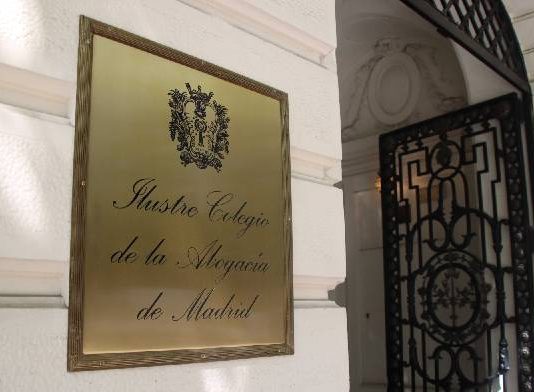 Ilustre Colegio
de la Abogacía
de Madrid